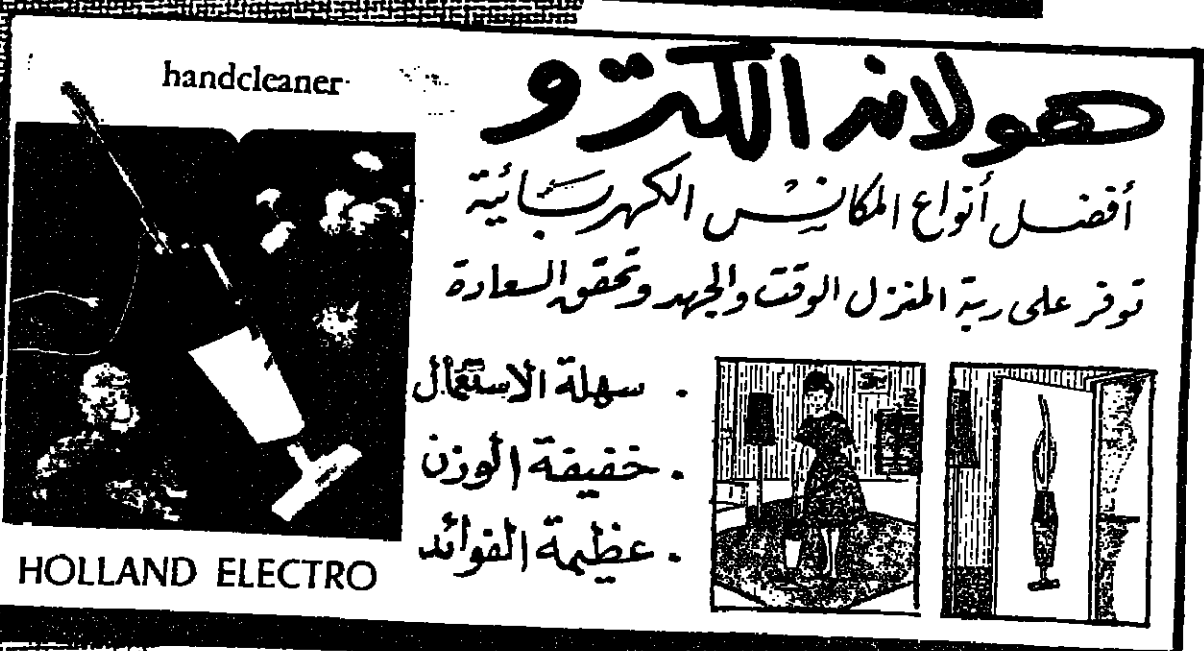 handcleaner
هولاند الكترو
أفضل أنواع المكانس الكهربائية
توفر على ربة المنزل الوقت والجهد وتحقق السعادة
. سهلة الاستعمال
. خفيفة الوزن
. عظيمة الفوائد
HOLLAND ELECTRO